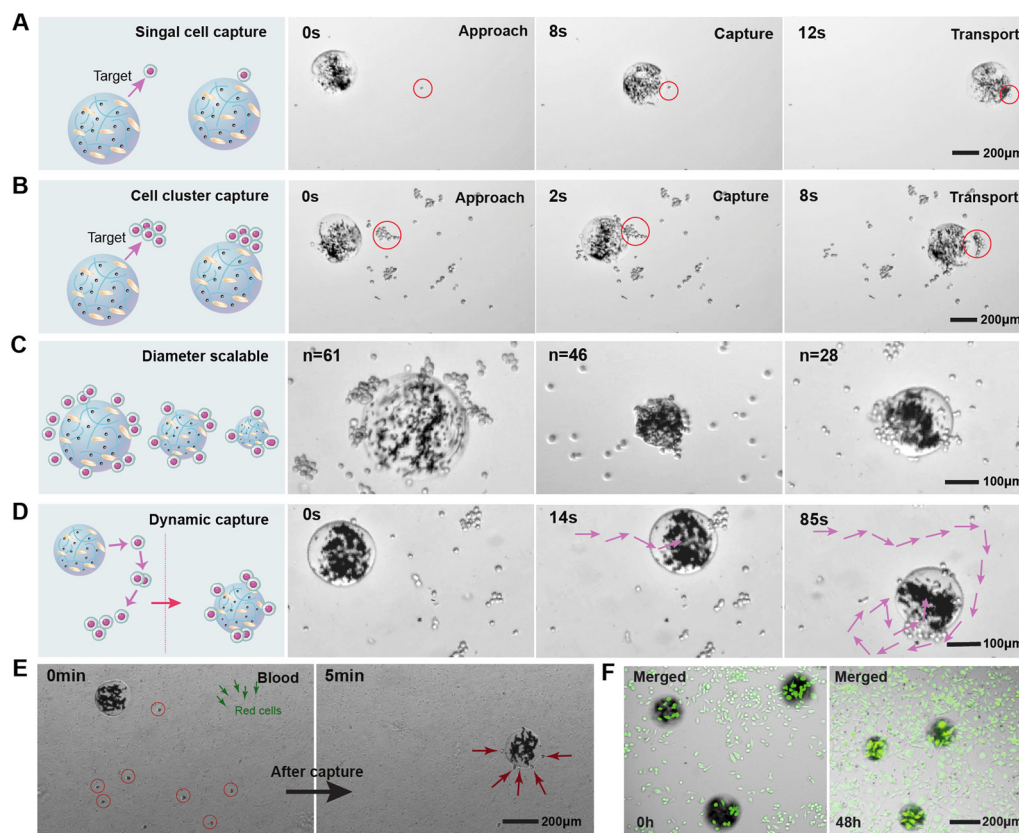 A
Singal cell capture
Target
0s
Approach
8s
Capture
12s
Transport
200μm
B
Cell cluster capture
Target
0s
Approach
2s
Capture
8s
Transport
200μm
C
Diameter scalable
n=61
n=46
n=28
100μm
D
Dynamic capture
0s
14s
85s
100μm
E
0min
Blood
Red cells
5min
After capture
200μm
F
Merged
0h
Merged
48h
200μm